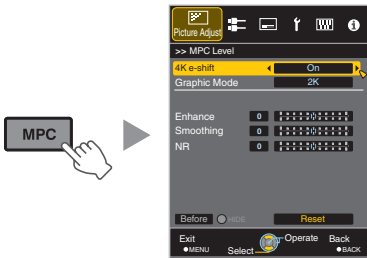 MPC
Picture Adjust
>> MPC Level
4K e-shift On
Graphic Mode 2K
Enhance 0
Smoothing 0
NR 0
Before HIDE Reset
Exit Operate Back
MENU Select BACK